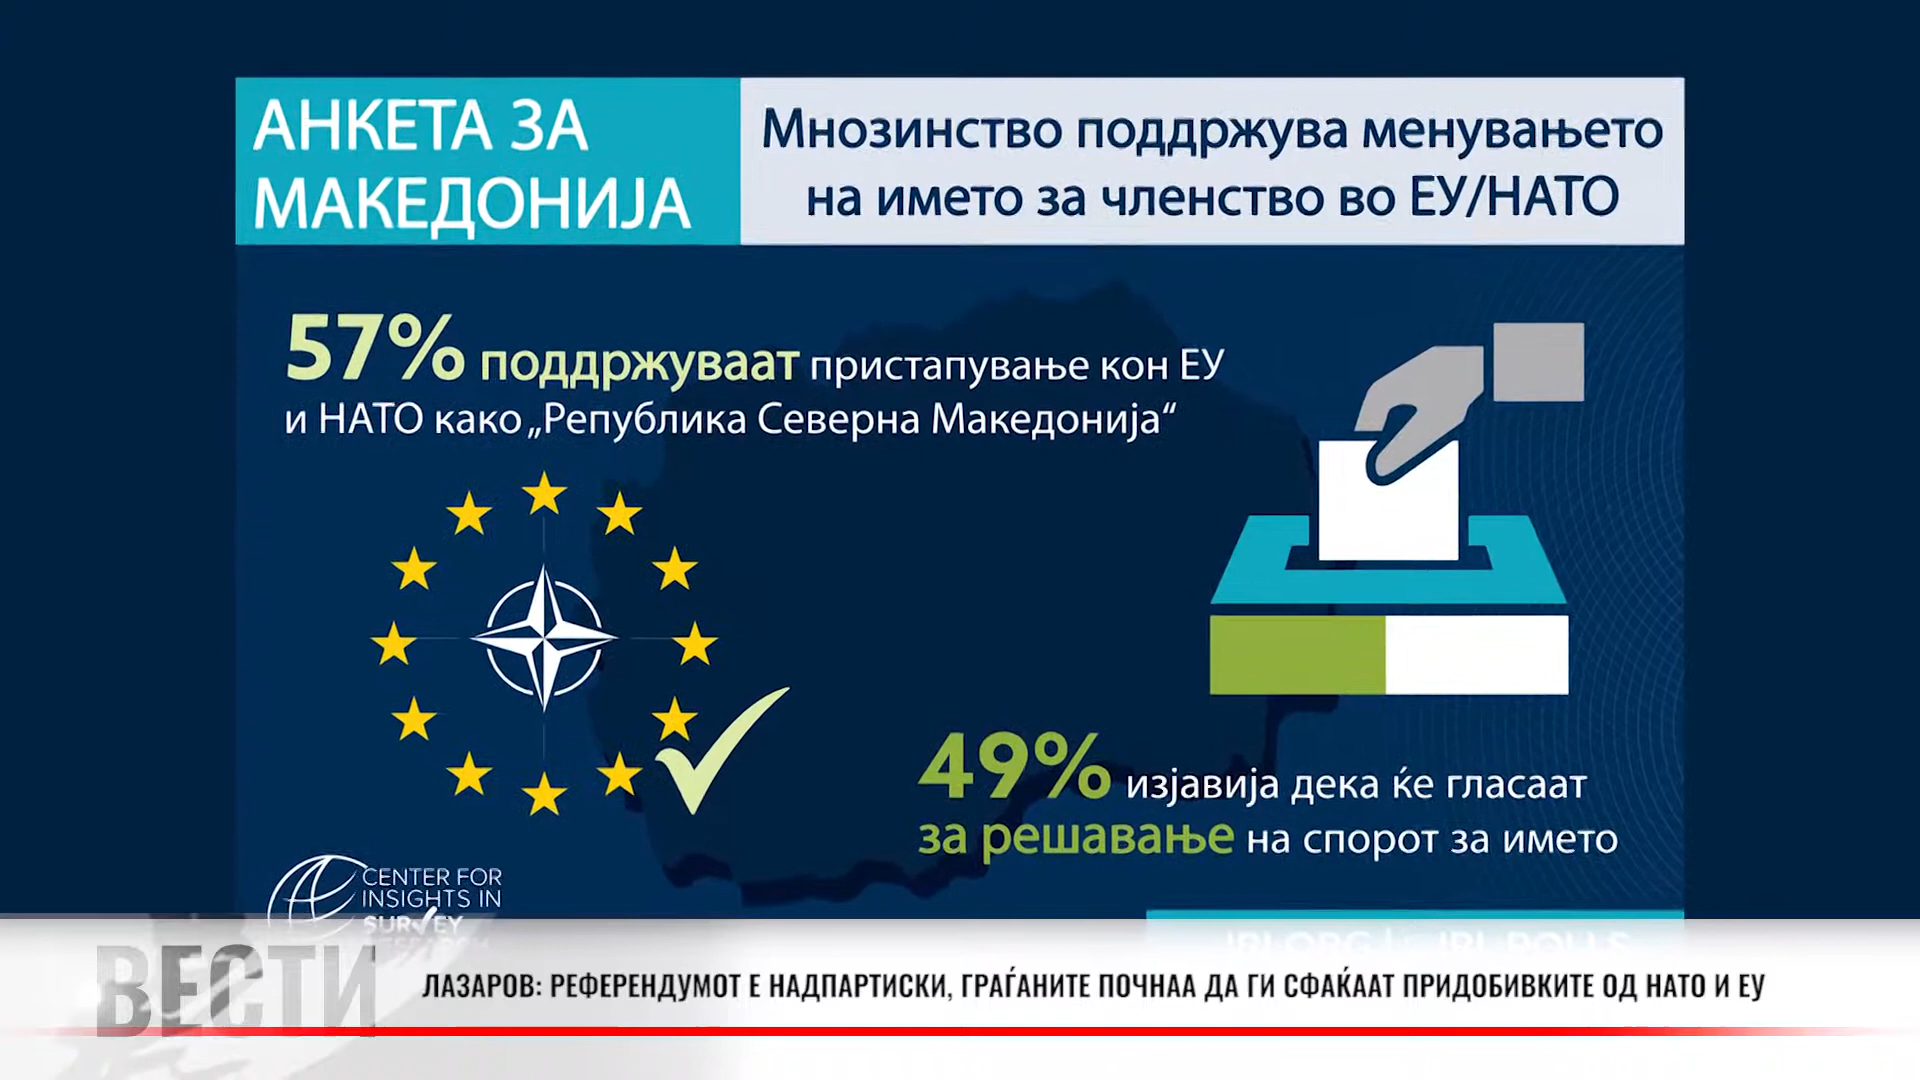 АНКЕТА ЗА
МАКЕДОНИЈА
Мнозинство поддржува менувањето
на името за членство во ЕУ/НАТО
57% поддржуваат пристапување кон ЕУ
и НАТО како „Република Северна Македонија“
49% изјавија дека ќе гласаат
за решавање на спорот за името
CENTER FOR
INSIGHTS IN
SURVEY
ВЕСТИ
ЛАЗАРОВ: РЕФЕРЕНДУМОТ Е НАДПАРТИСКИ, ГРАЃАНИТЕ ПОЧНАА ДА ГИ СФАЌААТ ПРИДОБИВКИТЕ ОД НАТО И ЕУ